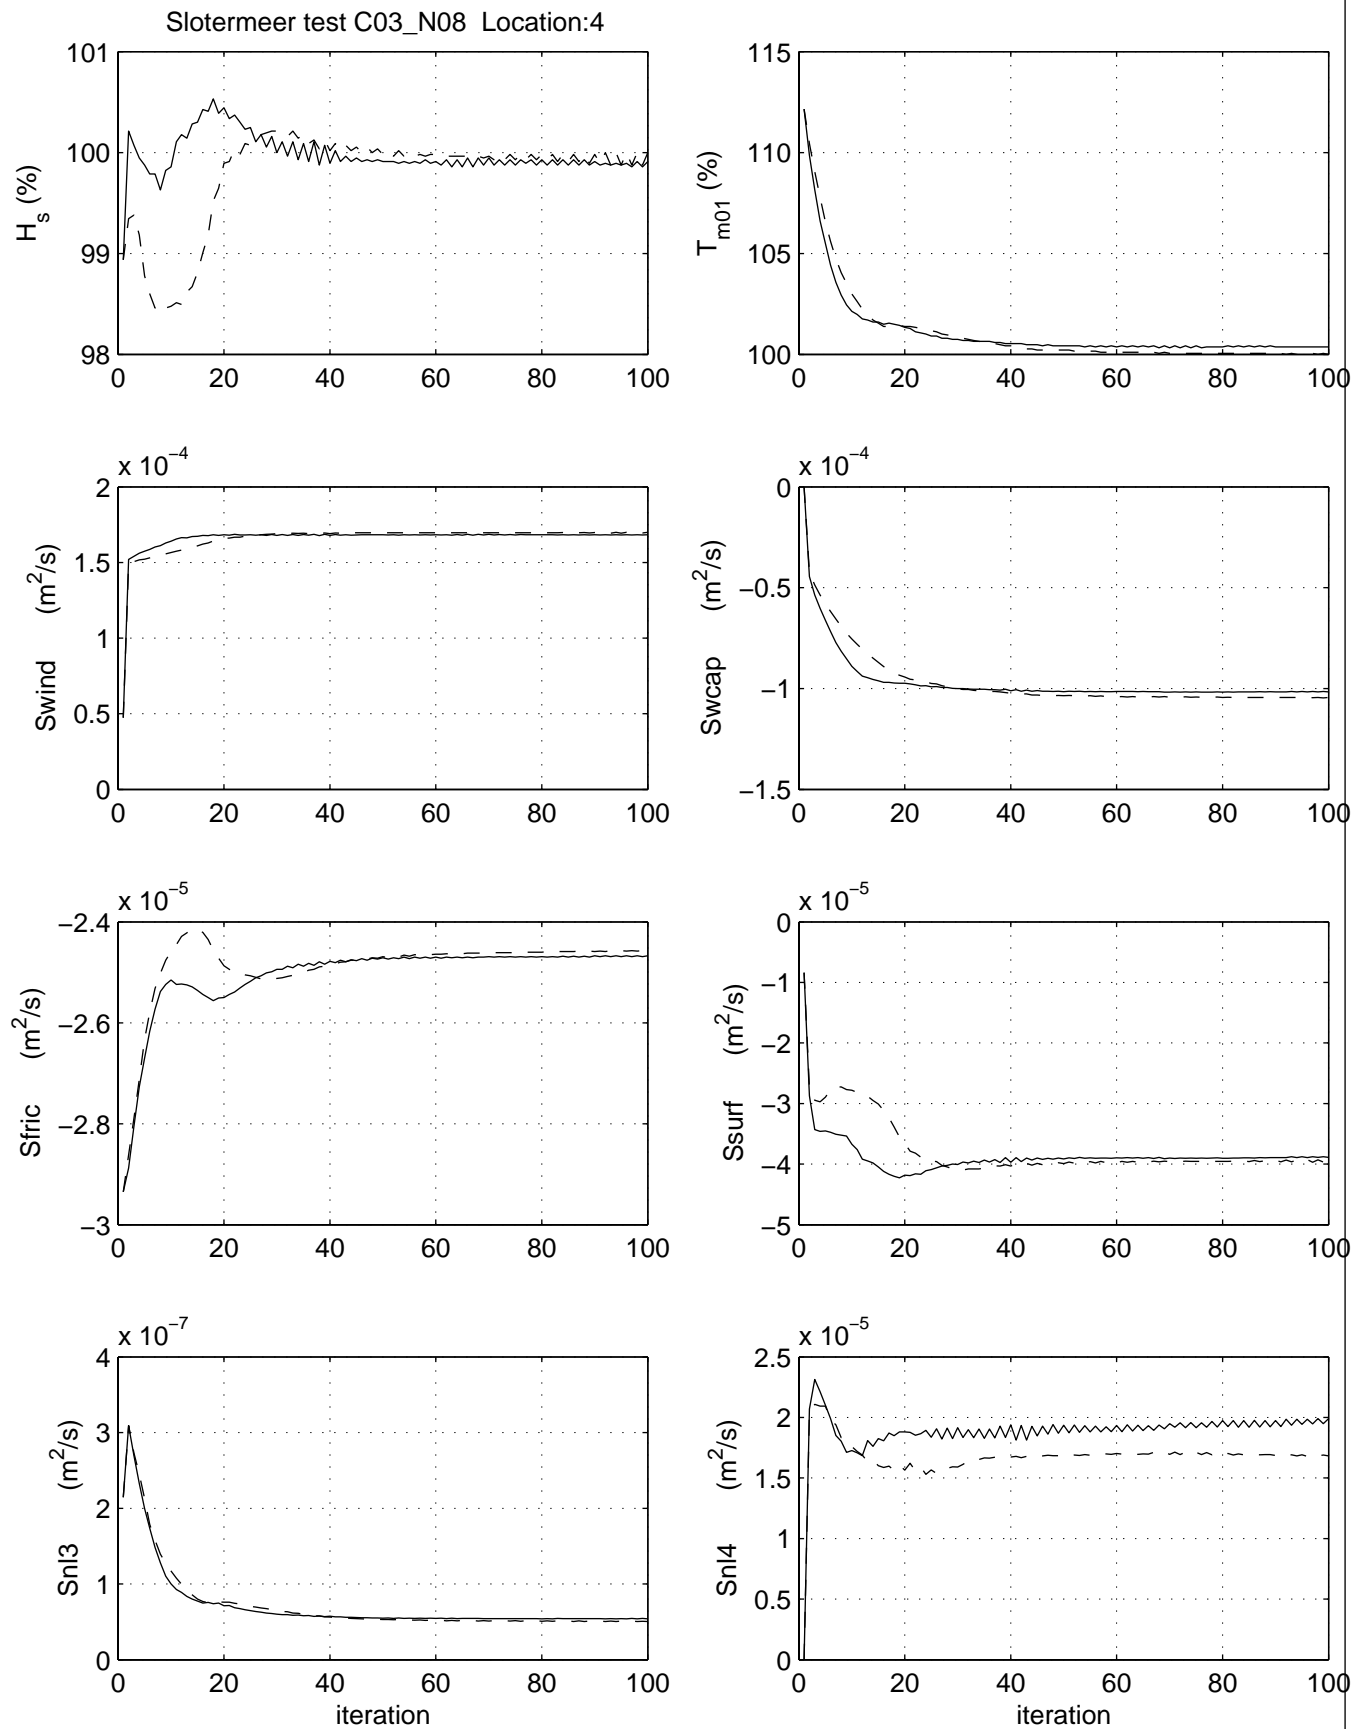 Slotermeer test C03_N08 Location:4
101
100
99
98
H_s (%)
0 20 40 60 80 100
115
110
105
100
T_m01 (%)
0 20 40 60 80 100
x 10^−4
2
1.5
1
0.5
0
Swind (m^2/s)
0 20 40 60 80 100
x 10^−4
0
−0.5
−1
−1.5
Swcap (m^2/s)
0 20 40 60 80 100
x 10^−5
−2.4
−2.6
−2.8
−3
Sfric (m^2/s)
0 20 40 60 80 100
x 10^−5
0
−1
−2
−3
−4
−5
Ssurf (m^2/s)
0 20 40 60 80 100
x 10^−7
4
3
2
1
0
Snl3 (m^2/s)
0 20 40 60 80 100
iteration
x 10^−5
2.5
2
1.5
1
0.5
0
Snl4 (m^2/s)
0 20 40 60 80 100
iteration